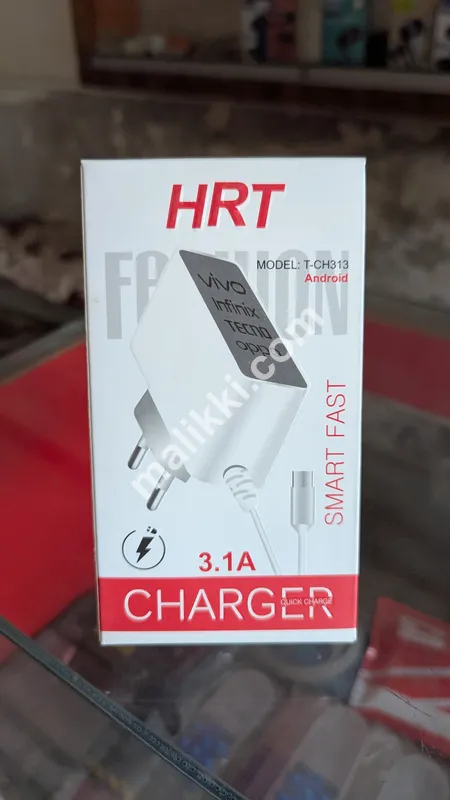 HRT
FASHION
MODEL: T-CH313
Android
vivo
Infinix
TECNO
oppo
malikki.com
SMART FAST
3.1A
CHARGER
QUICK CHARGE